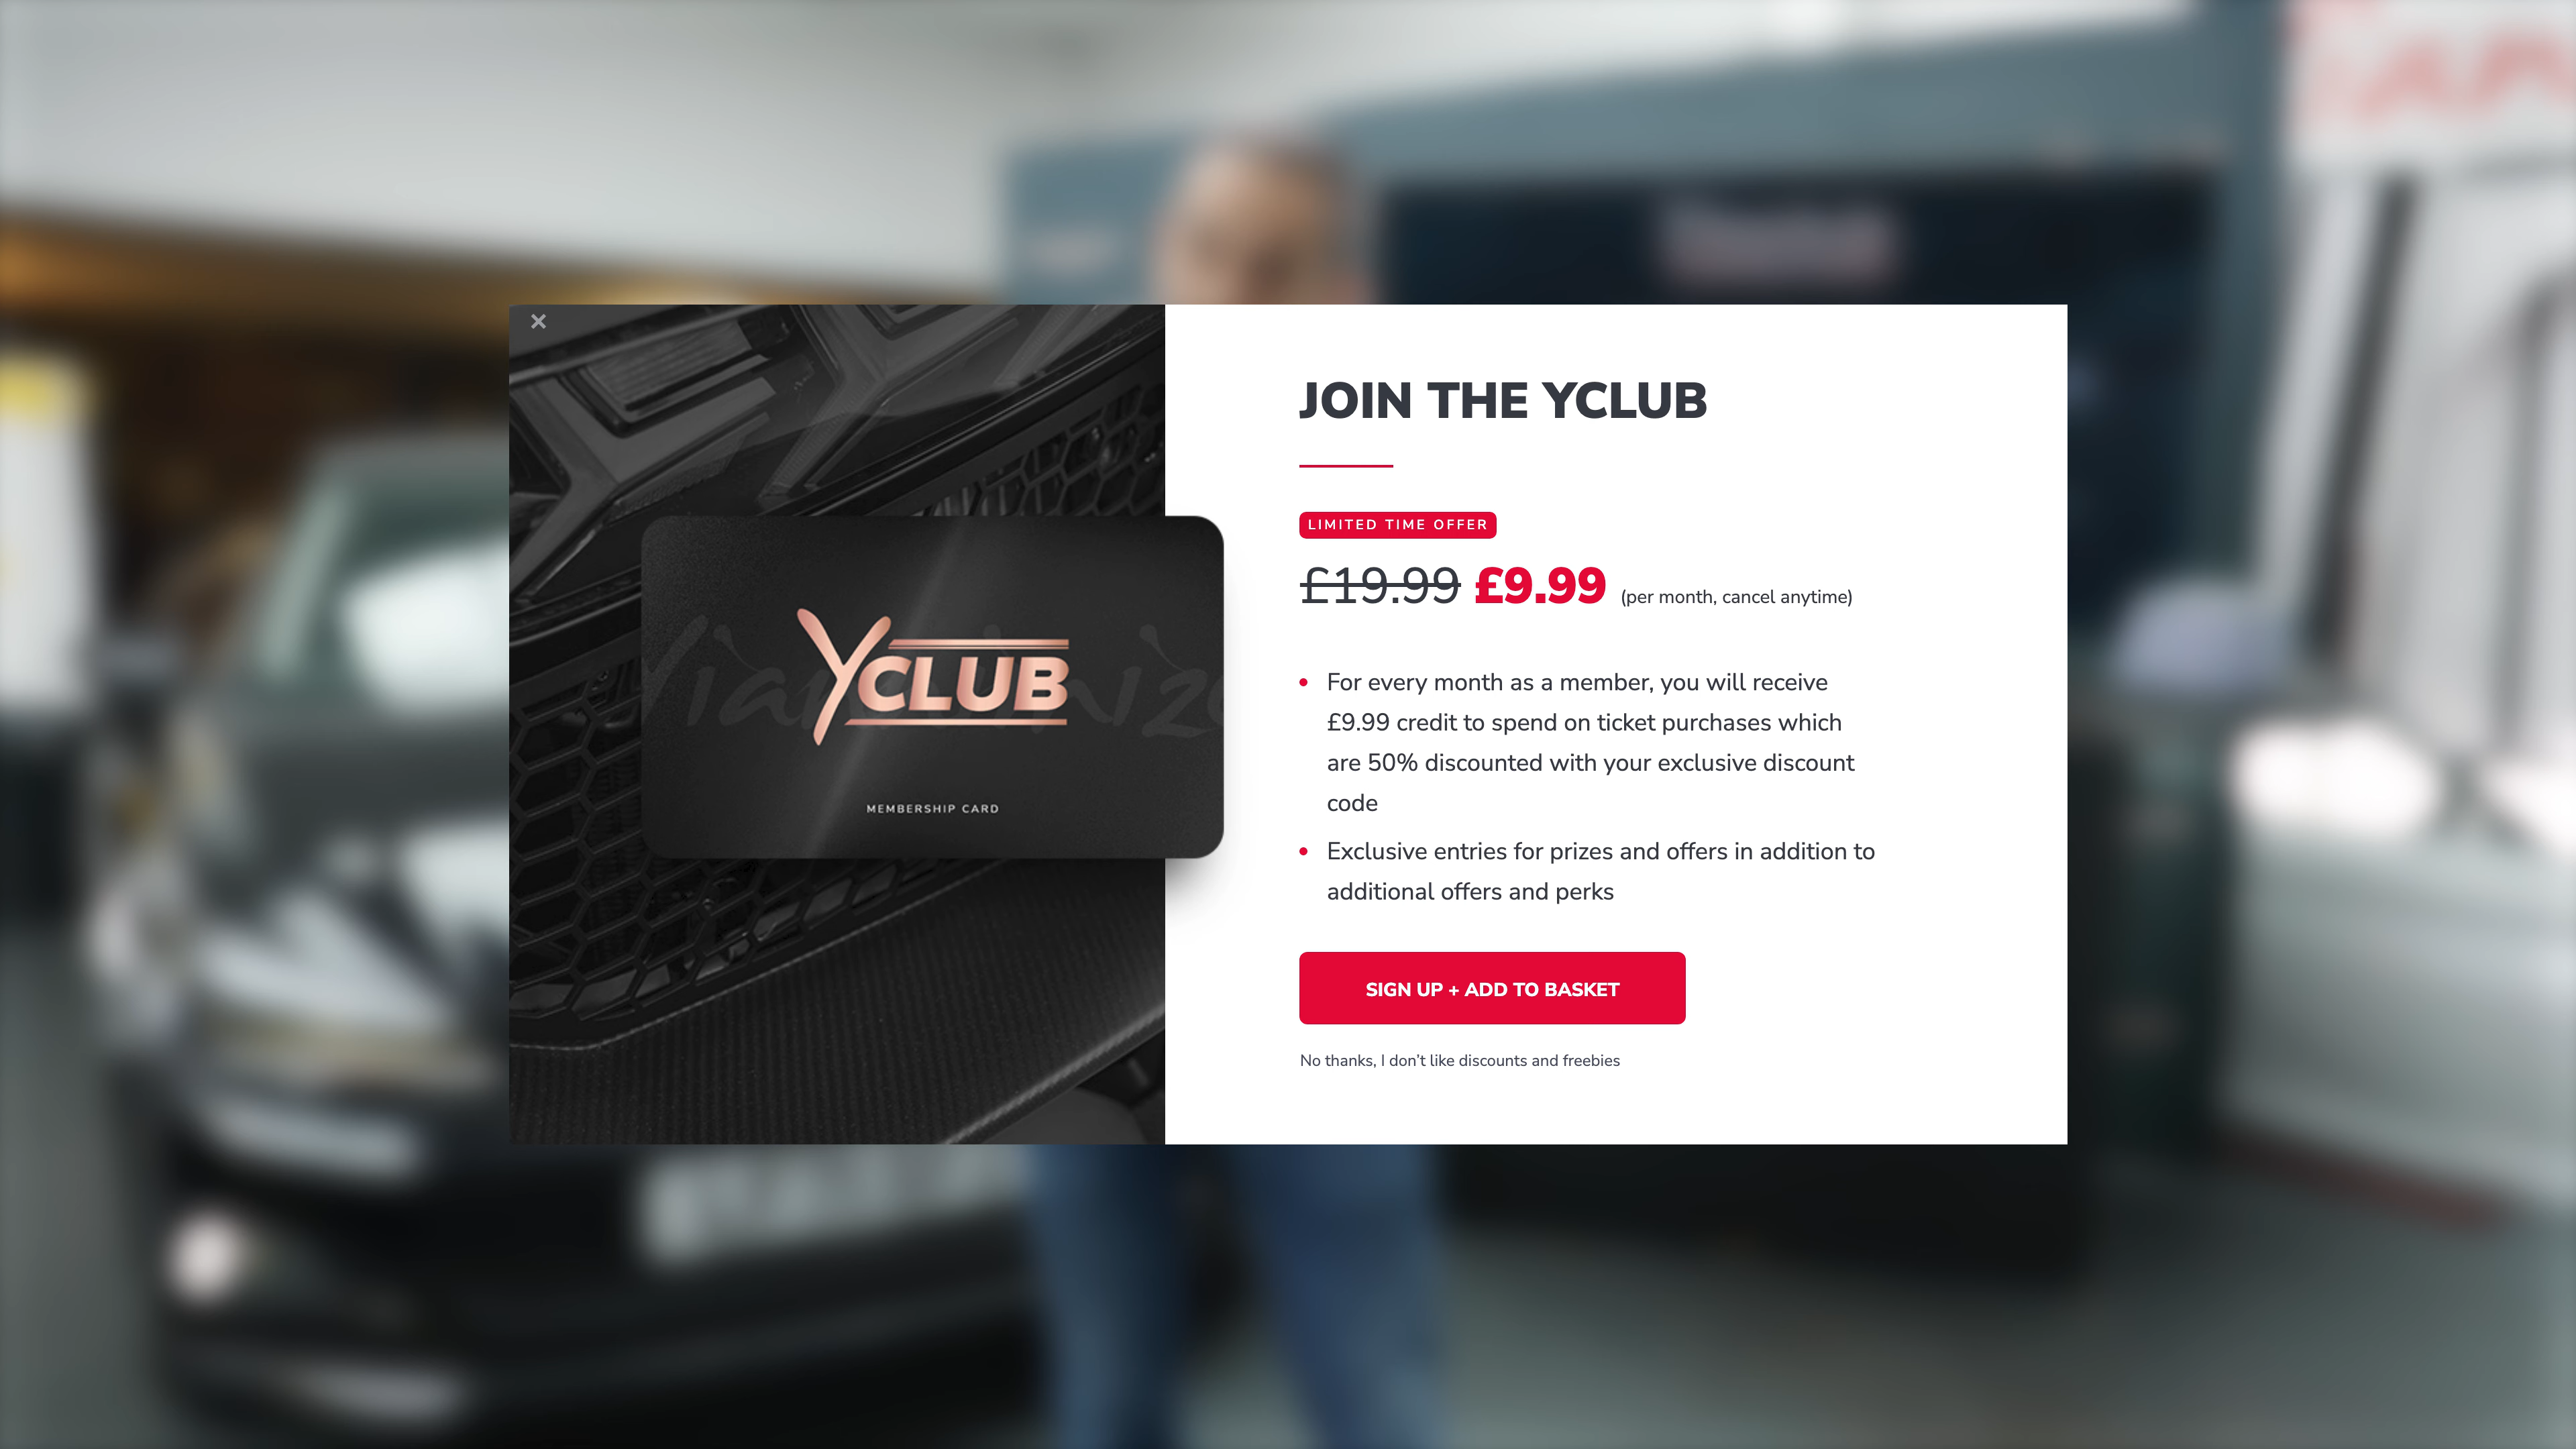 ×
YCLUB
MEMBERSHIP CARD
JOIN THE YCLUB
LIMITED TIME OFFER
£19.99 £9.99 (per month, cancel anytime)
• For every month as a member, you will receive
£9.99 credit to spend on ticket purchases which
are 50% discounted with your exclusive discount
code
• Exclusive entries for prizes and offers in addition to
additional offers and perks
SIGN UP + ADD TO BASKET
No thanks, I don’t like discounts and freebies